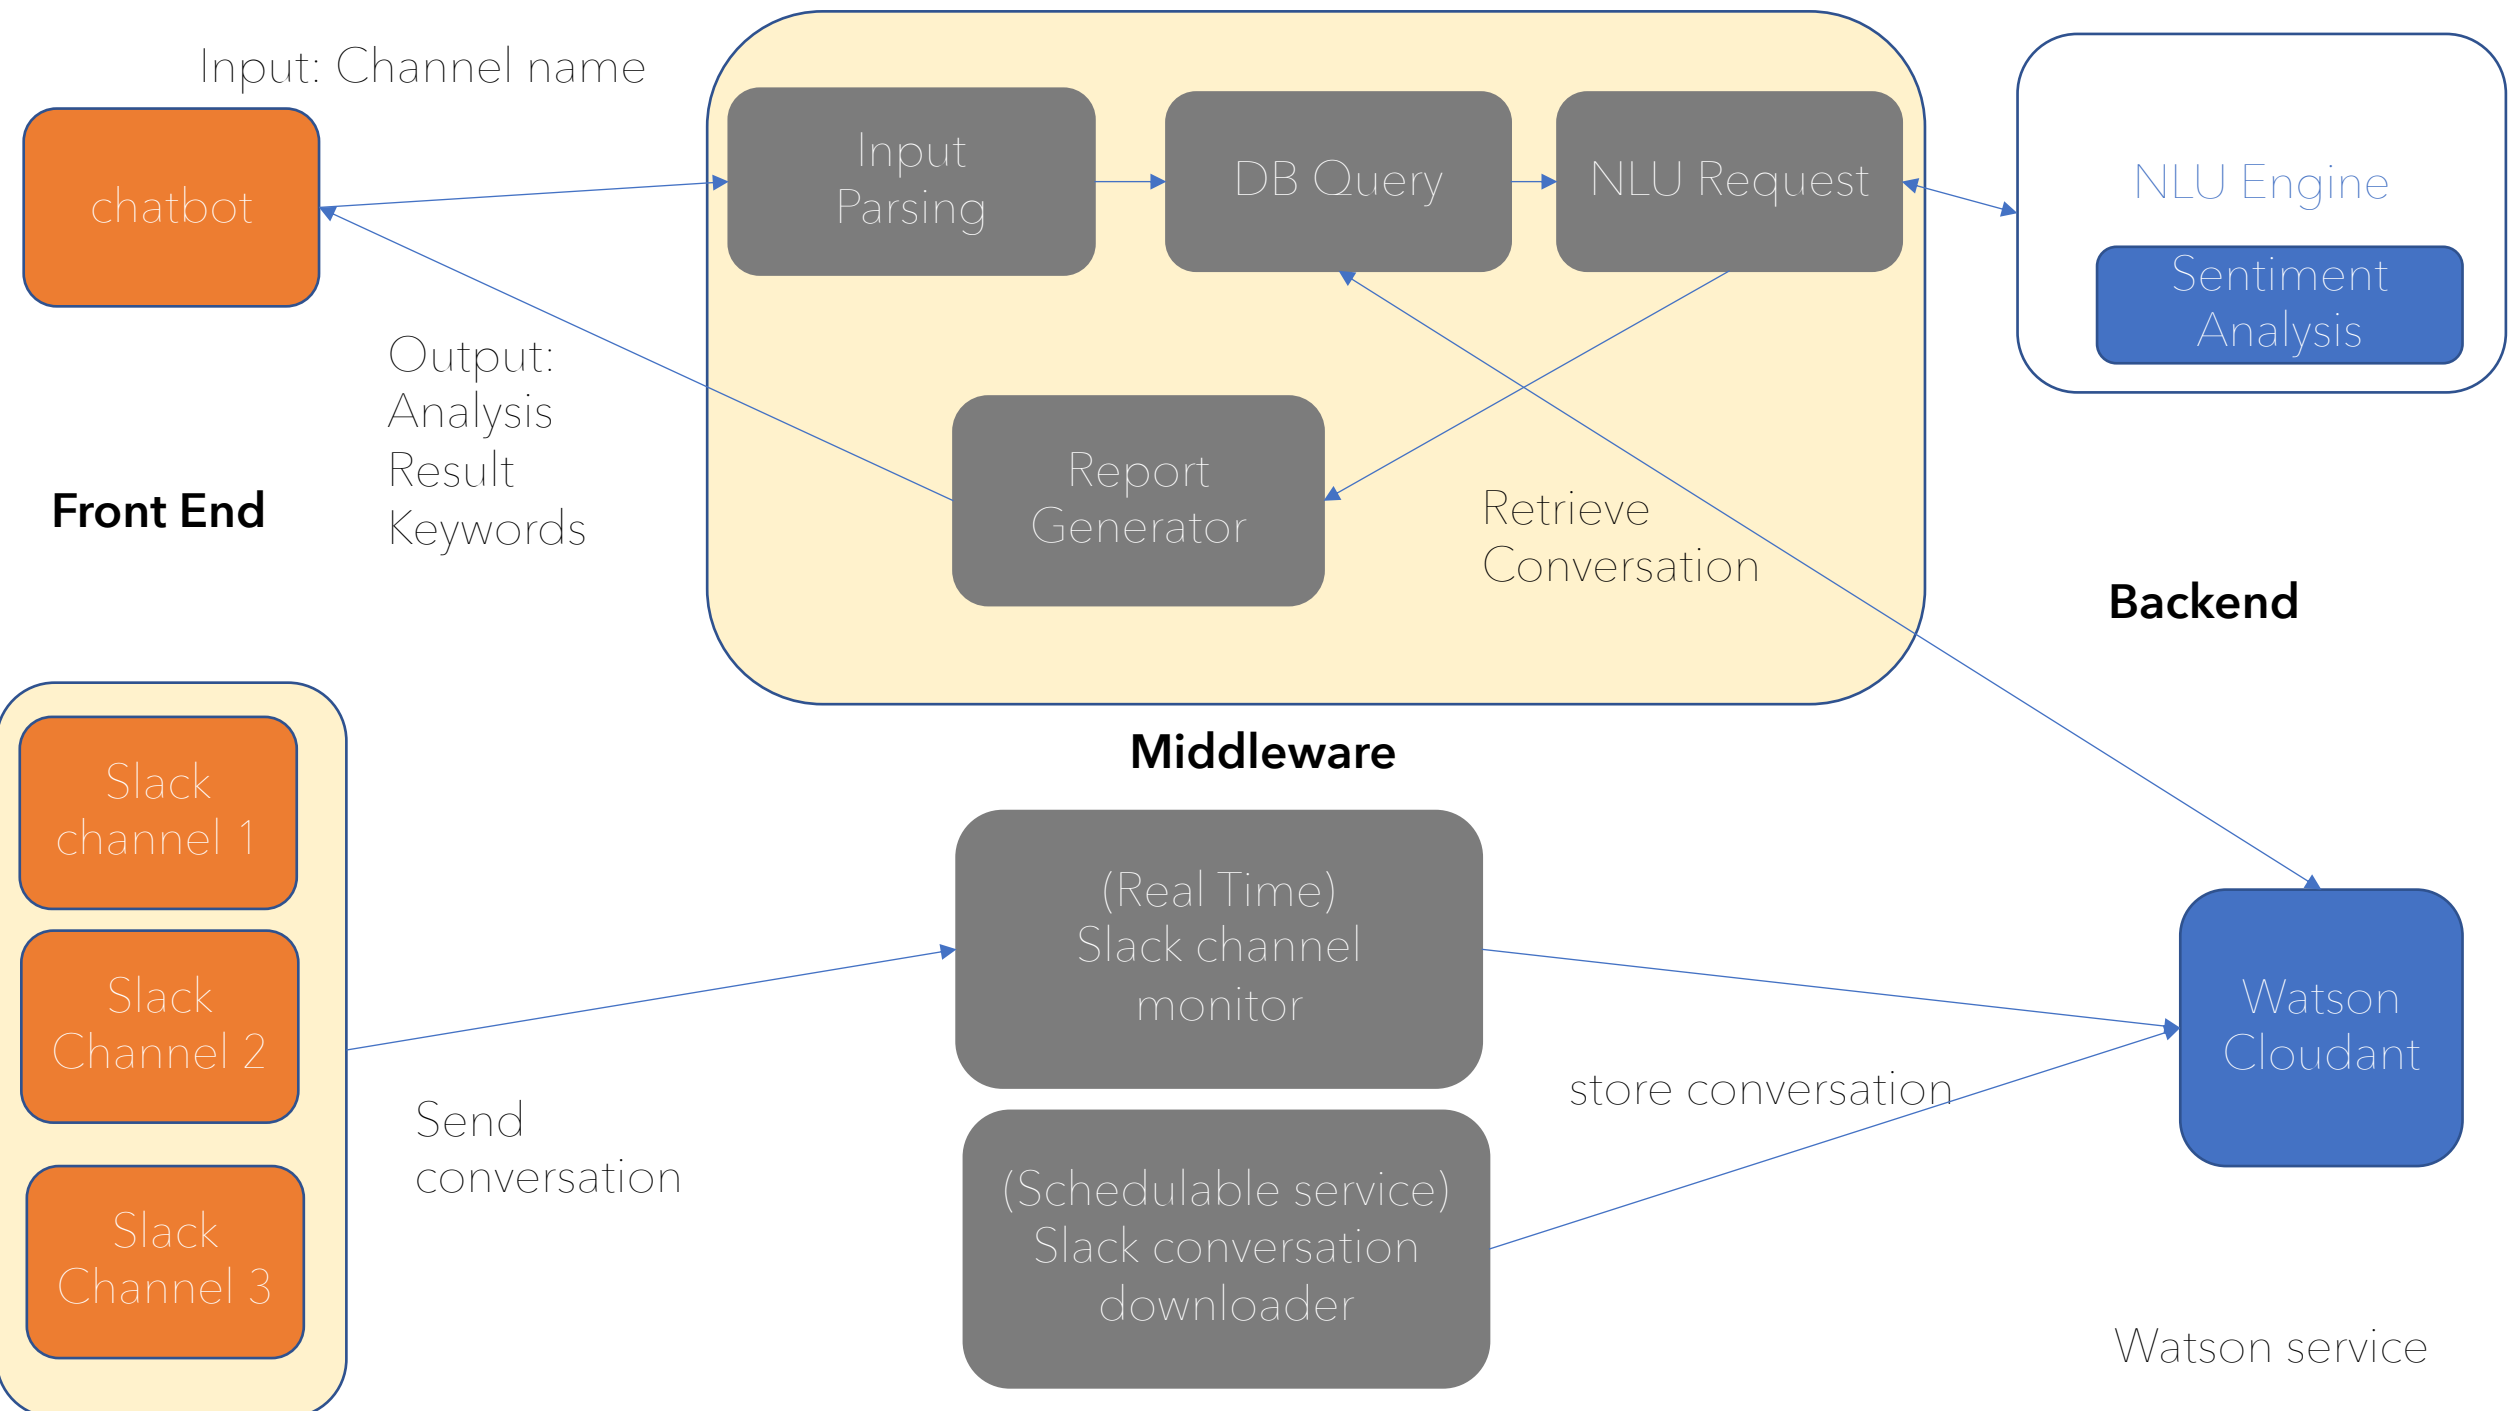 Input: Channel name
chatbot
Input
Parsing
DB Query
NLU Request
NLU Engine
Sentiment
Analysis
Output:
Analysis
Result
Keywords
Report
Generator
Retrieve
Conversation
Front End
Backend
Middleware
Slack
channel 1
Slack
Channel 2
Slack
Channel 3
Send
conversation
(Real Time)
Slack channel
monitor
(Schedulable service)
Slack conversation
downloader
store conversation
Watson
Cloudant
Watson service